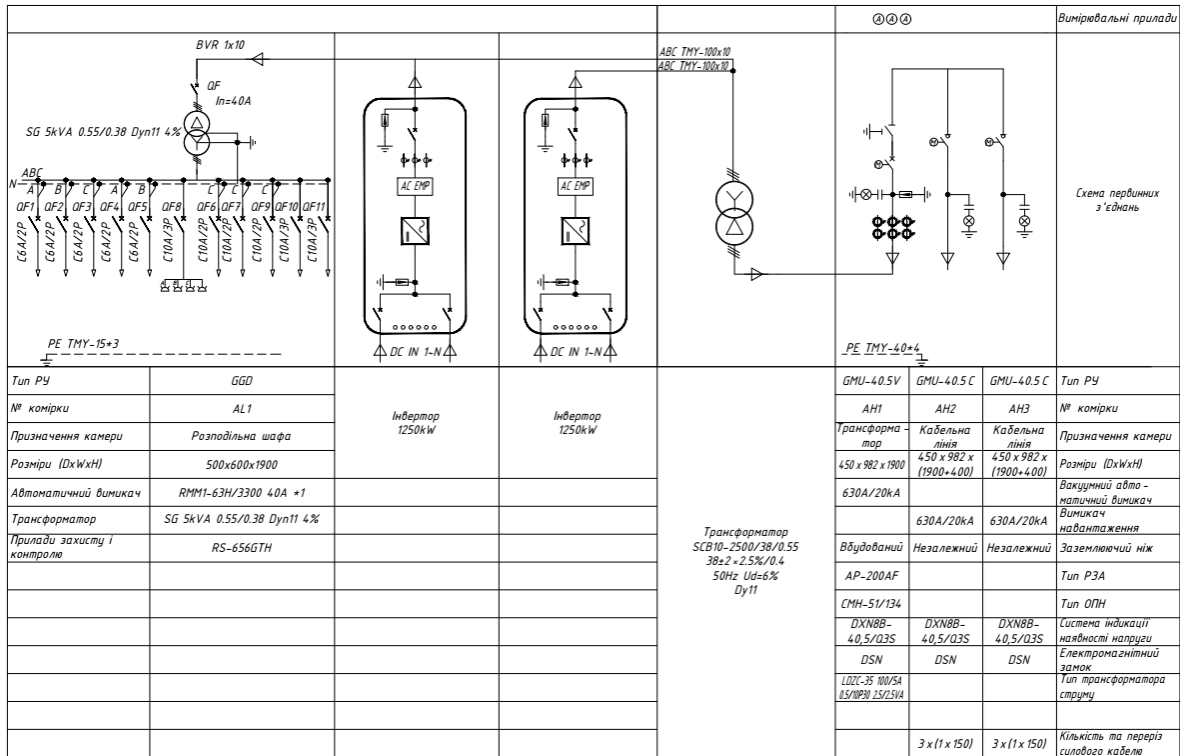 Ⓐ Ⓐ Ⓐ
Вимірювальні прилади
BVR 1x10
QF
In=40A
SG 5kVA 0.55/0.38 Dyn11 4%
ABC
N
A B C A B C C C
QF1 QF2 QF3 QF4 QF5 QF8 QF6 QF7 QF9 QF10 QF11
C6A/2P C6A/2P C6A/2P C6A/2P C6A/2P C10A/3P C10A/2P C10A/2P C10A/2P C10A/3P C10A/3P
PE TMY-15*3
AC EMP
DC IN 1-N
AC EMP
DC IN 1-N
ABC TMY-100x10
ABC TMY-100x10
M
M
M
PE TMY-40*4
Схема первинних
з'єднань
Тип РУ GGD
№ комірки AL1
Призначення камери Розподільна шафа
Розміри (DxWxH) 500x600x1900
Автоматичний вимикач RMM1-63H/3300 40A *1
Трансформатор SG 5kVA 0.55/0.38 Dyn11 4%
Прилади захисту і
контролю
RS-656GTH
Інвертор
1250kW
Інвертор
1250kW
Трансформатор
SCB10-2500/38/0.55
38±2×2.5%/0.4
50Hz Ud=6%
Dy11
GMU-40.5V GMU-40.5 C GMU-40.5 C Тип РУ
AH1 AH2 AH3 № комірки
Трансформа-
тор
Кабельна
лінія
Кабельна
лінія
Призначення камери
450 x 982 x 1900
450 x 982 x
(1900+400)
450 x 982 x
(1900+400)
Розміри (DxWxH)
630A/20kA
Вакуумний авто-
матичний вимикач
630A/20kA 630A/20kA
Вимикач
навантаження
Вбудований Незалежний Незалежний Заземлюючий ніж
AP-200AF Тип РЗА
CMH-51/134 Тип ОПН
DXN8B-
40,5/Q3S
DXN8B-
40,5/Q3S
DXN8B-
40,5/Q3S
Система індикації
наявності напруги
DSN DSN DSN
Електромагнітний
замок
LDZC-35 100/5A
0.5/10P30 2.5/2.5VA
Тип трансформатора
струму
3 x (1 x 150) 3 x (1 x 150)
Кількість та переріз
силового кабелю